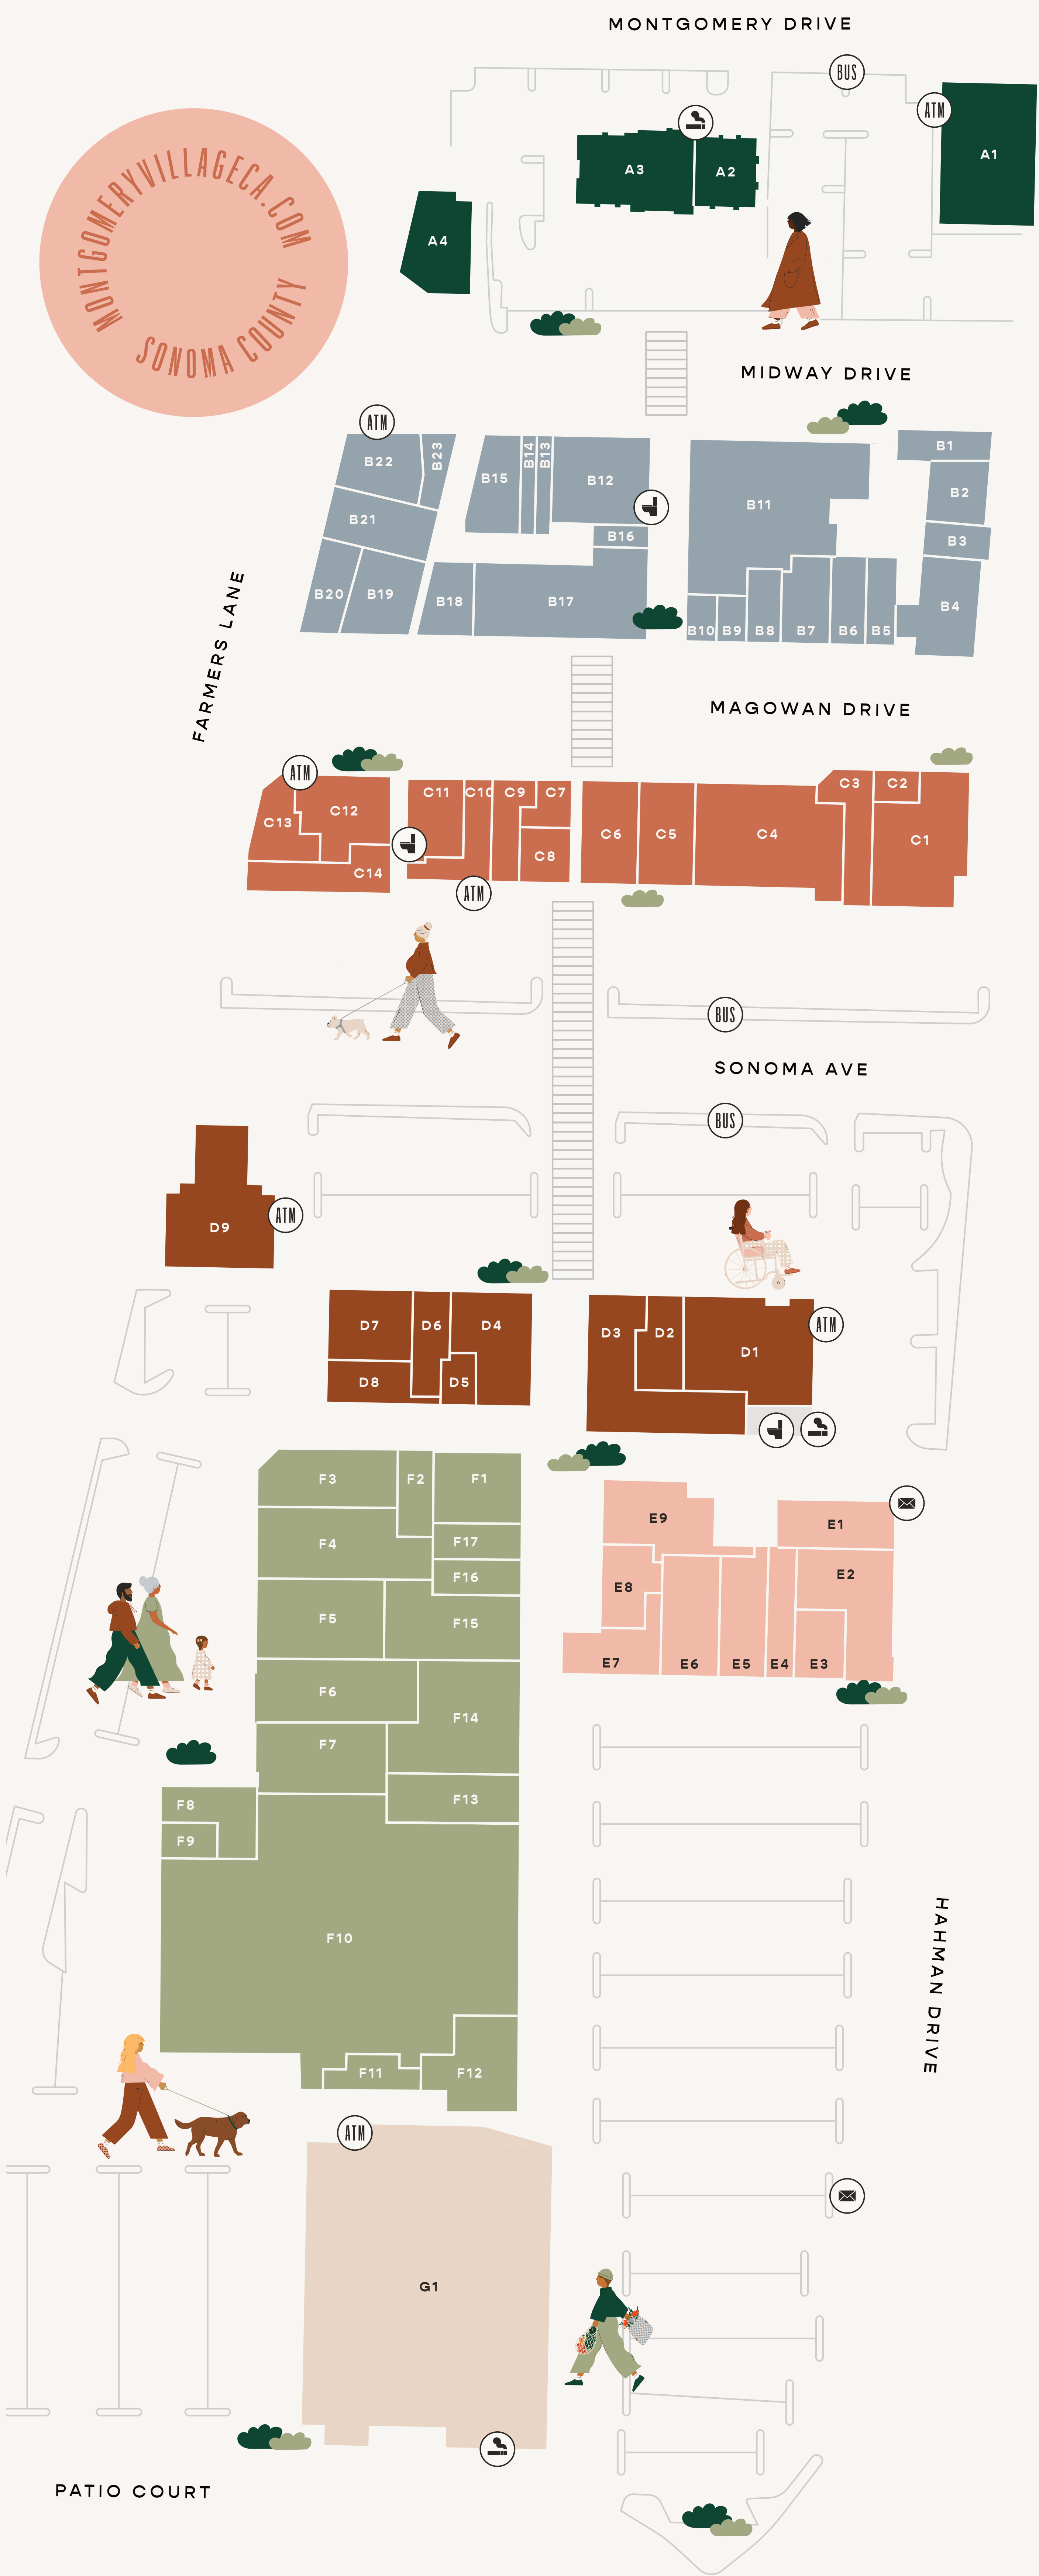 MONTGOMERY DRIVE
BUS
ATM
A1
A3
A2
A4
MONTGOMERYVILLAGECA.COM
SONOMA COUNTY
MIDWAY DRIVE
ATM
B22
B23
B21
B20
B19
B15
B14
B13
B12
B16
B18
B17
B11
B10
B9
B8
B7
B6
B5
B1
B2
B3
B4
FARMERS LANE
MAGOWAN DRIVE
ATM
C13
C12
C14
C11
C10
C9
C7
C8
ATM
C6
C5
C4
C3
C2
C1
BUS
SONOMA AVE
BUS
D9
ATM
D7
D6
D4
D8
D5
D3
D2
D1
ATM
F3
F2
F1
F4
F17
F16
F5
F15
F6
F14
F7
F13
F8
F9
F10
F11
F12
E9
E1
E8
E2
E7
E6
E5
E4
E3
HAHMAN DRIVE
ATM
G1
PATIO COURT